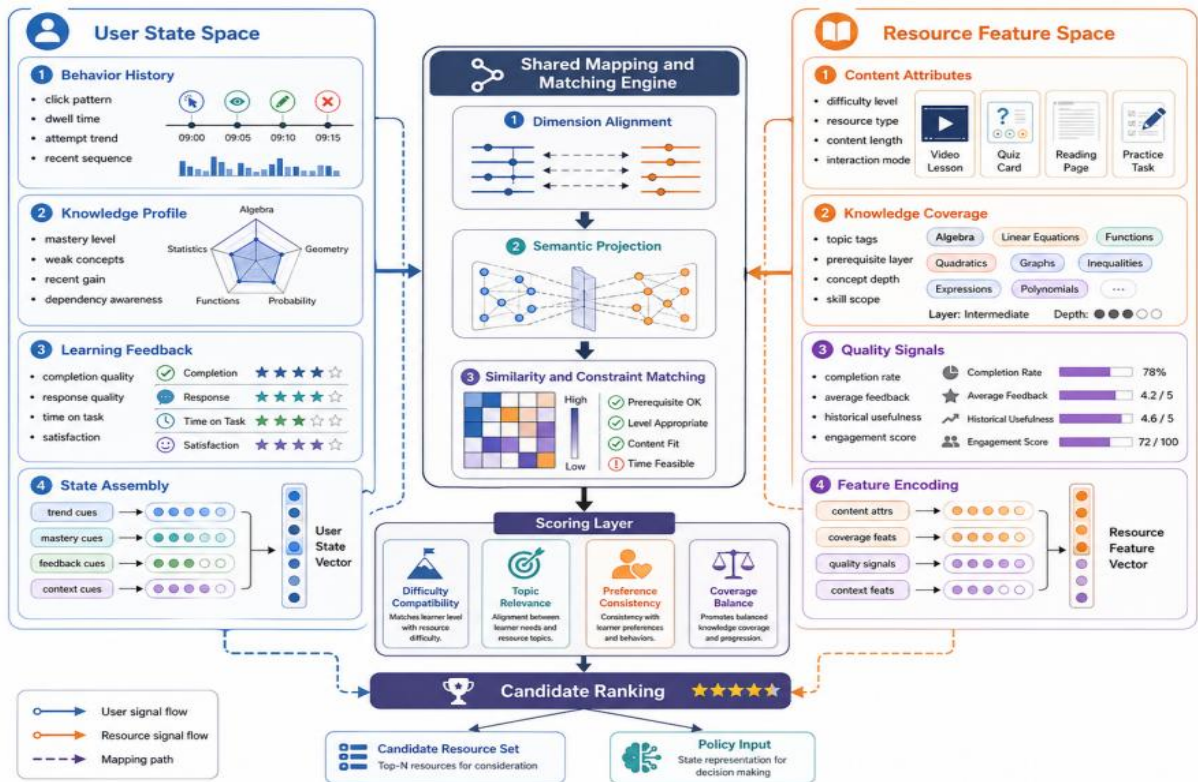 User State Space
1 Behavior History
• click pattern
• dwell time
• attempt trend
• recent sequence
09:00 09:05 09:10 09:15
2 Knowledge Profile
• mastery level
• weak concepts
• recent gain
• dependency awareness
Algebra
Statistics Geometry
Functions Probability
3 Learning Feedback
• completion quality
• response quality
• time on task
• satisfaction
Completion
Response
Time on Task
Satisfaction
4 State Assembly
trend cues
mastery cues
feedback cues
context cues
User
State
Vector
Shared Mapping and
Matching Engine
1 Dimension Alignment
2 Semantic Projection
3 Similarity and Constraint Matching
High
Low
Prerequisite OK
Level Appropriate
Content Fit
Time Feasible
Scoring Layer
Difficulty
Compatibility
Matches learner level
with resource
difficulty.
Topic
Relevance
Alignment between
learner needs and
resource topics.
Preference
Consistency
Consistency with
learner preferences
and behaviors.
Coverage
Balance
Promotes balanced
knowledge coverage
and progression.
Candidate Ranking
Candidate Resource Set
Top-N resources for consideration
Policy Input
State representation for
decision making
Resource Feature Space
1 Content Attributes
• difficulty level
• resource type
• content length
• interaction mode
Video
Lesson
?
Quiz
Card
Reading
Page
Practice
Task
2 Knowledge Coverage
• topic tags
• prerequisite layer
• concept depth
• skill scope
Algebra Linear Equations Functions
Quadratics Graphs Inequalities
Expressions Polynomials ...
Layer: Intermediate Depth:
3 Quality Signals
• completion rate
• average feedback
• historical usefulness
• engagement score
Completion Rate 78%
Average Feedback 4.2 / 5
Historical Usefulness 4.6 / 5
Engagement Score 72 / 100
4 Feature Encoding
content attrs
coverage feats
quality signals
context feats
Resource
Feature
Vector
User signal flow
Resource signal flow
Mapping path